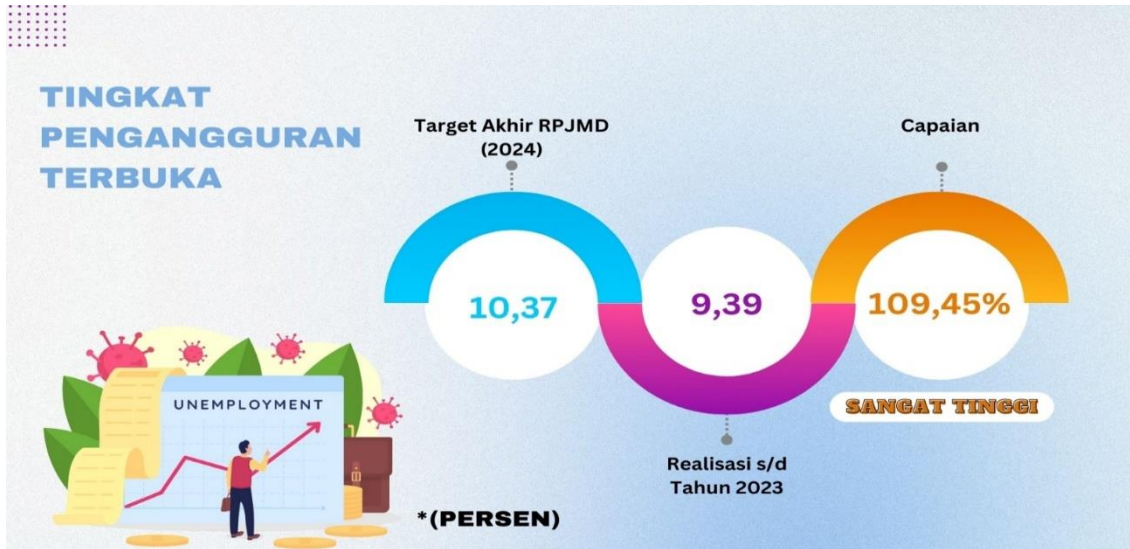 TINGKAT
PENGANGGURAN
TERBUKA
Target Akhir RPJMD
(2024)
10,37
9,39
Realisasi s/d
Tahun 2023
Capaian
109,45%
SANGAT TINGGI
UNEMPLOYMENT
*(PERSEN)